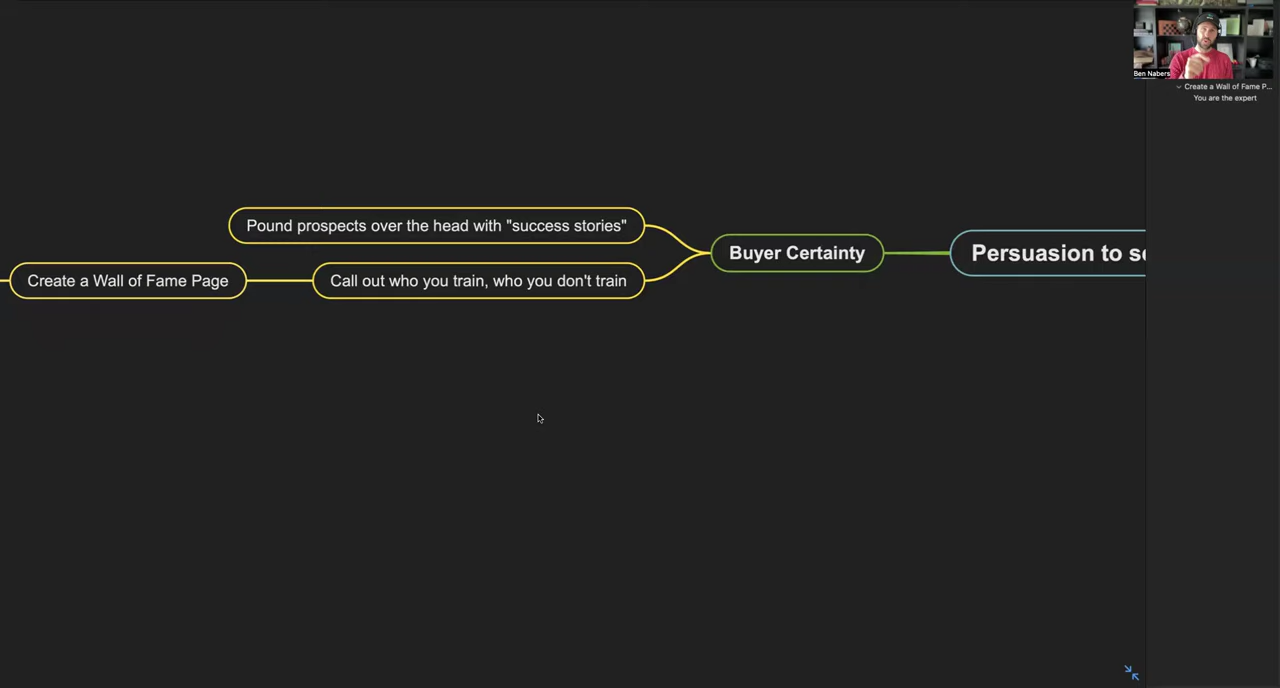 Ben Nabers
Create a Wall of Fame P...
You are the expert
Pound prospects over the head with "success stories"
Buyer Certainty
Persuasion to
Create a Wall of Fame Page
Call out who you train, who you don't train